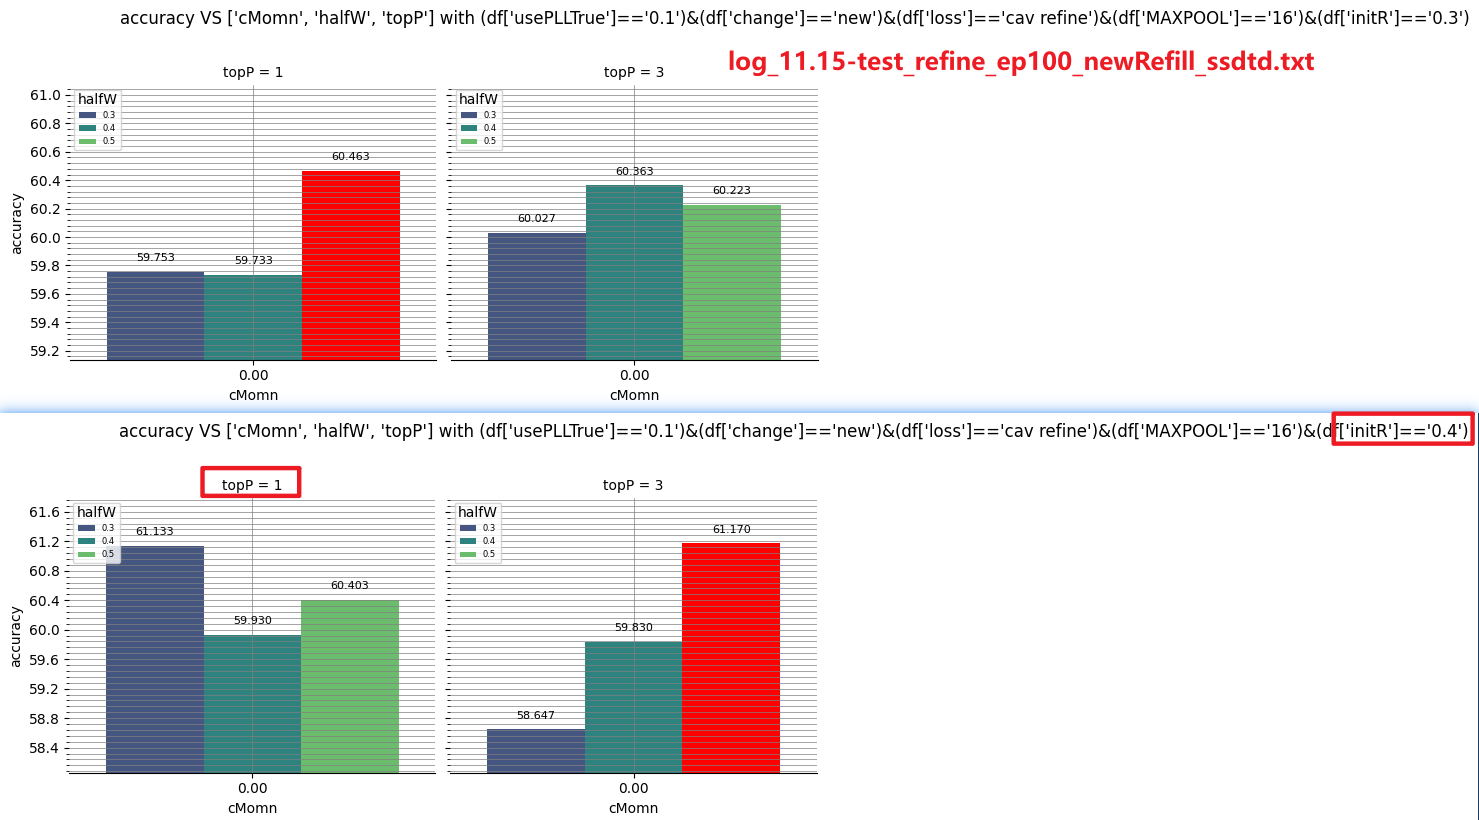 accuracy VS ['cMomn', 'halfW', 'topP'] with (df['usePLLTrue']=='0.1')&(df['change']=='new')&(df['loss']=='cav refine')&(df['MAXPOOL']=='16')&(df['initR']=='0.3')
log_11.15-test_refine_ep100_newRefill_ssdtd.txt
topP = 1
topP = 3
accuracy
61.0
60.8
60.6
60.4
60.2
60.0
59.8
59.6
59.4
59.2
halfW
0.3
0.4
0.5
59.753
59.733
60.463
0.00
cMomn
halfW
0.3
0.4
0.5
60.027
60.363
60.223
0.00
cMomn
accuracy VS ['cMomn', 'halfW', 'topP'] with (df['usePLLTrue']=='0.1')&(df['change']=='new')&(df['loss']=='cav refine')&(df['MAXPOOL']=='16')&(df['initR']=='0.4')
topP = 1
topP = 3
accuracy
61.6
61.2
60.8
60.4
60.0
59.6
59.2
58.8
58.4
halfW
0.3
0.4
0.5
61.133
59.930
60.403
0.00
cMomn
halfW
0.3
0.4
0.5
58.647
59.830
61.170
0.00
cMomn